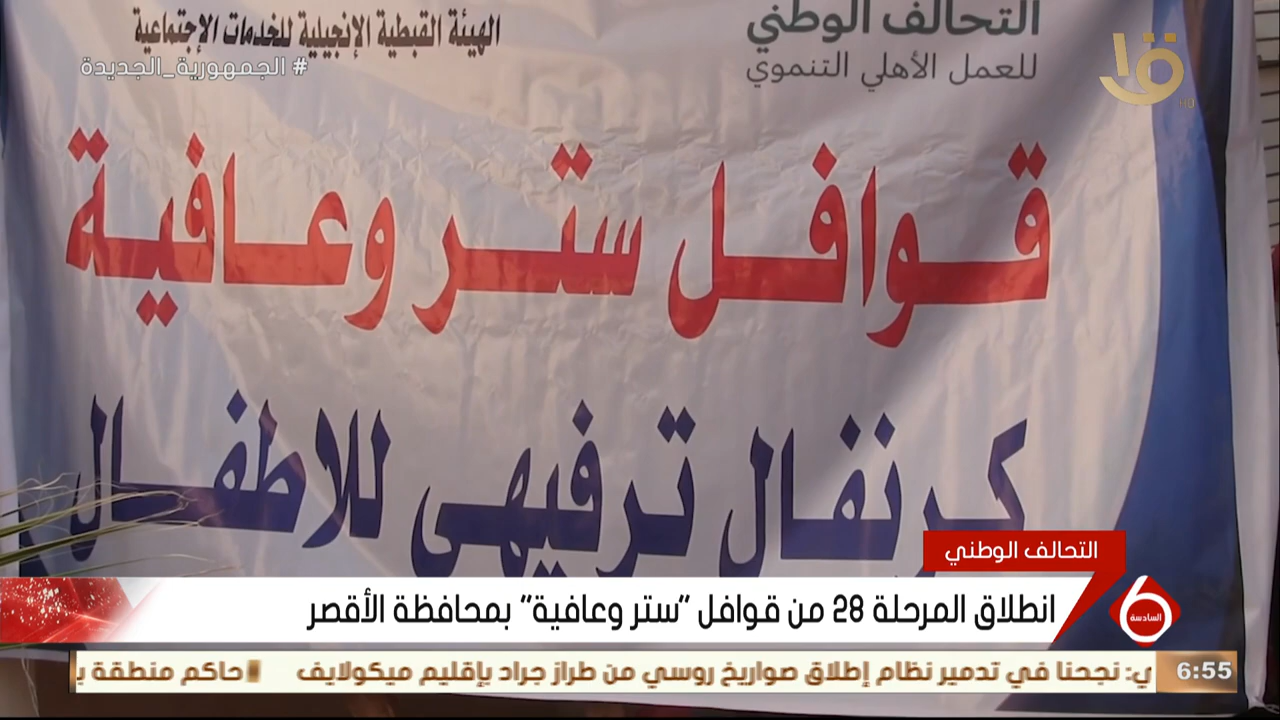 التحالف الوطني
للعمل الأهلي التنموي
الهيئة القبطية الإنجيلية للخدمات الإجتماعية
# الجمهورية_الجديدة
HD
قوافل ستر وعافية
كرنفال ترفيهى للاطفال
التحالف الوطني
انطلاق المرحلة 28 من قوافل "ستر وعافية" بمحافظة الأقصر
السادسة
6:55
ي: نجحنا في تدمير نظام إطلاق صواريخ روسي من طراز جراد بإقليم ميكولايف
حاكم منطقة